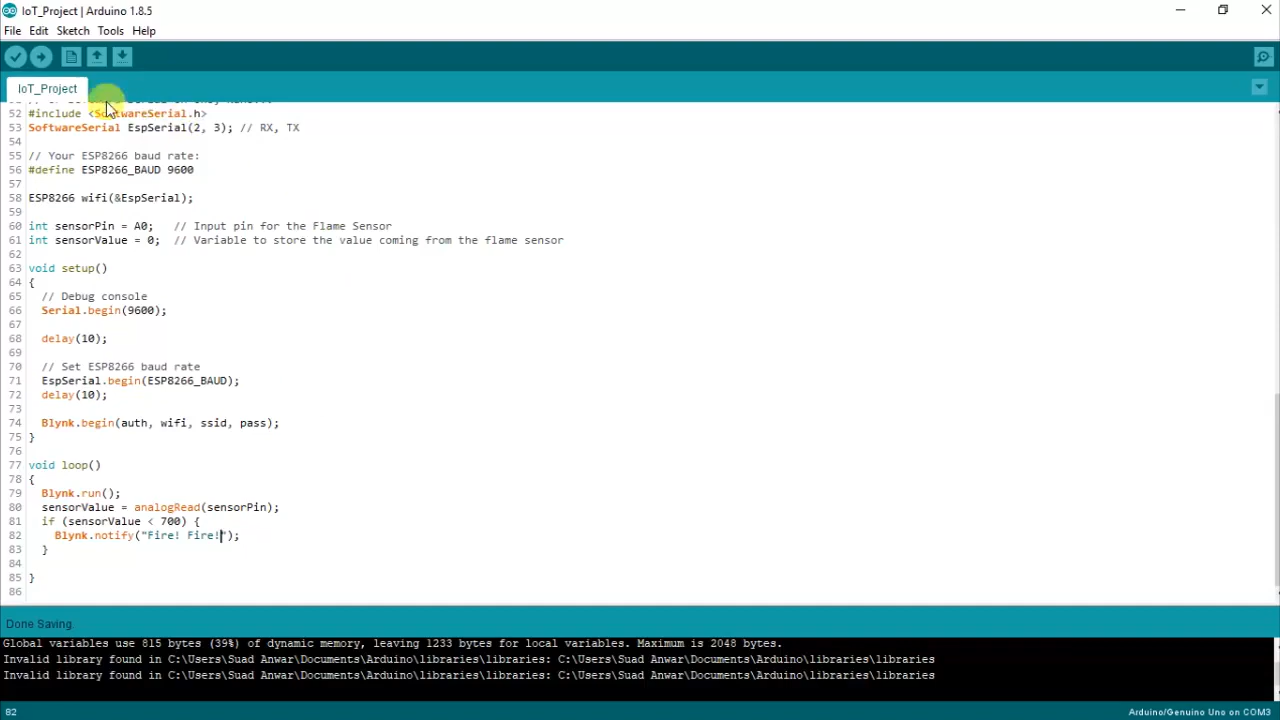 IoT_Project | Arduino 1.8.5
File Edit Sketch Tools Help
IoT_Project
52 #include <SoftwareSerial.h>
53 SoftwareSerial EspSerial(2, 3); // RX, TX
54
55 // Your ESP8266 baud rate:
56 #define ESP8266_BAUD 9600
57
58 ESP8266 wifi(&EspSerial);
59
60 int sensorPin = A0;   // Input pin for the Flame Sensor
61 int sensorValue = 0;  // Variable to store the value coming from the flame sensor
62
63 void setup()
64 {
65   // Debug console
66   Serial.begin(9600);
67
68   delay(10);
69
70   // Set ESP8266 baud rate
71   EspSerial.begin(ESP8266_BAUD);
72   delay(10);
73
74   Blynk.begin(auth, wifi, ssid, pass);
75 }
76
77 void loop()
78 {
79   Blynk.run();
80   sensorValue = analogRead(sensorPin);
81   if (sensorValue < 700) {
82     Blynk.notify("Fire! Fire!");
83   }
84
85 }
86
Done Saving.
Global variables use 815 bytes (39%) of dynamic memory, leaving 1233 bytes for local variables. Maximum is 2048 bytes.
Invalid library found in C:\Users\Suad Anwar\Documents\Arduino\libraries\libraries: C:\Users\Suad Anwar\Documents\Arduino\libraries\libraries
Invalid library found in C:\Users\Suad Anwar\Documents\Arduino\libraries\libraries: C:\Users\Suad Anwar\Documents\Arduino\libraries\libraries
82 Arduino/Genuino Uno on COM3